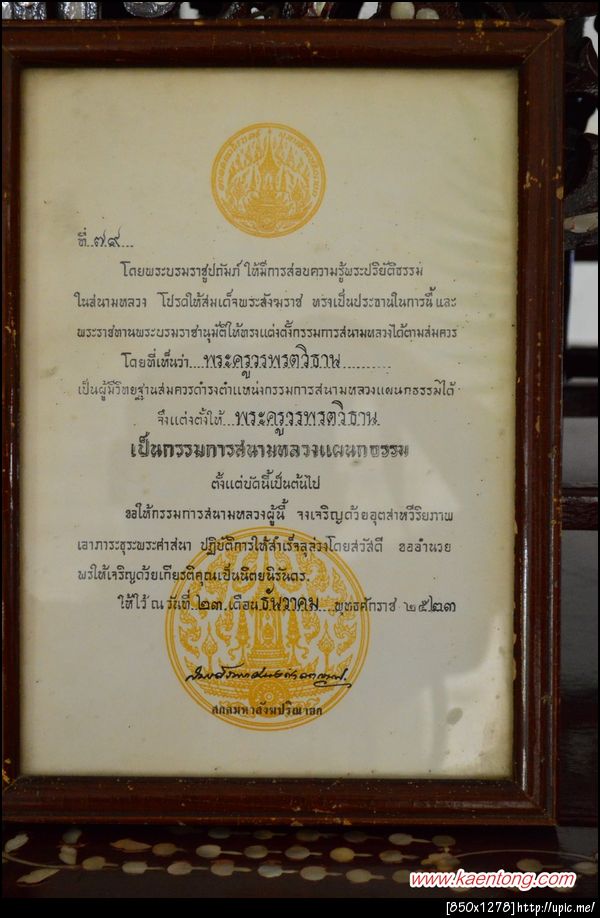 ที่..๗๙....
โดยพระบรมราชูปถัมภ์ ให้มีการสอบความรู้พระปริยัติธรรม
ในสนามหลวง โปรดให้สมเด็จพระสังฆราช ทรงเป็นประธานในการนี้ และ
พระราชทานพระบรมราชานุมัติให้ทรงแต่งตั้งกรรมการสนามหลวงได้ตามสมควร
โดยที่เห็นว่า....พระครูวรพรตวิธาน............
เป็นผู้มีวิทยฐานสมควรดำรงตำแหน่งกรรมการสนามหลวงแผนกธรรมได้
จึงแต่งตั้งให้...พระครูวรพรตวิธาน
เป็นกรรมการสนามหลวงแผนกธรรม
ตั้งแต่บัดนี้เป็นต้นไป
ขอให้กรรมการสนามหลวงผู้นี้ จงเจริญด้วยอุตสาหวิริยภาพ
เอาภาระธุระพระศาสนา ปฏิบัติการให้สำเร็จลุล่วงโดยสวัสดี ขออำนวย
พรให้เจริญด้วยเกียรติคุณเป็นนิตยนิรันดร.
ให้ไว้ ณ วันที่..๒๓..เดือน.ธันวาคม....พุทธศักราช ๒๕๒๓
สกลมหาสังฆปริณายก
www.kaentong.com
[850x1278]http://upic.me/